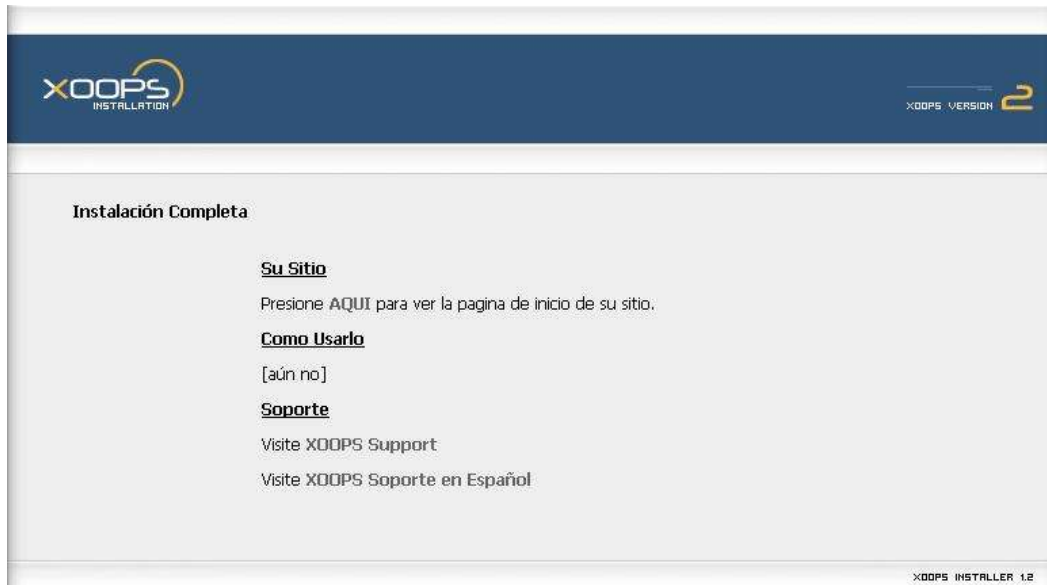 XOOPS
INSTALLATION
XOOPS VERSION 2
Instalación Completa
Su Sitio
Presione AQUI para ver la pagina de inicio de su sitio.
Como Usarlo
[aún no]
Soporte
Visite XOOPS Support
Visite XOOPS Soporte en Español
XOOPS INSTALLER 1.2